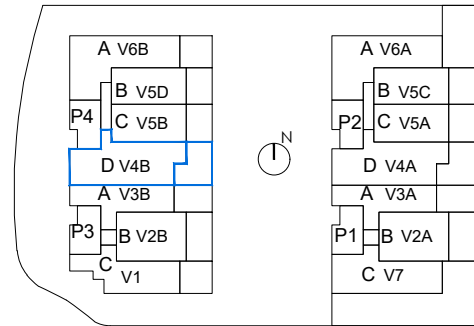 A V6B
B V5D
P4
C V5B
D V4B
A V3B
P3
B V2B
C
V1
N
A V6A
B V5C
P2
C V5A
D V4A
A V3A
P1
B V2A
C V7